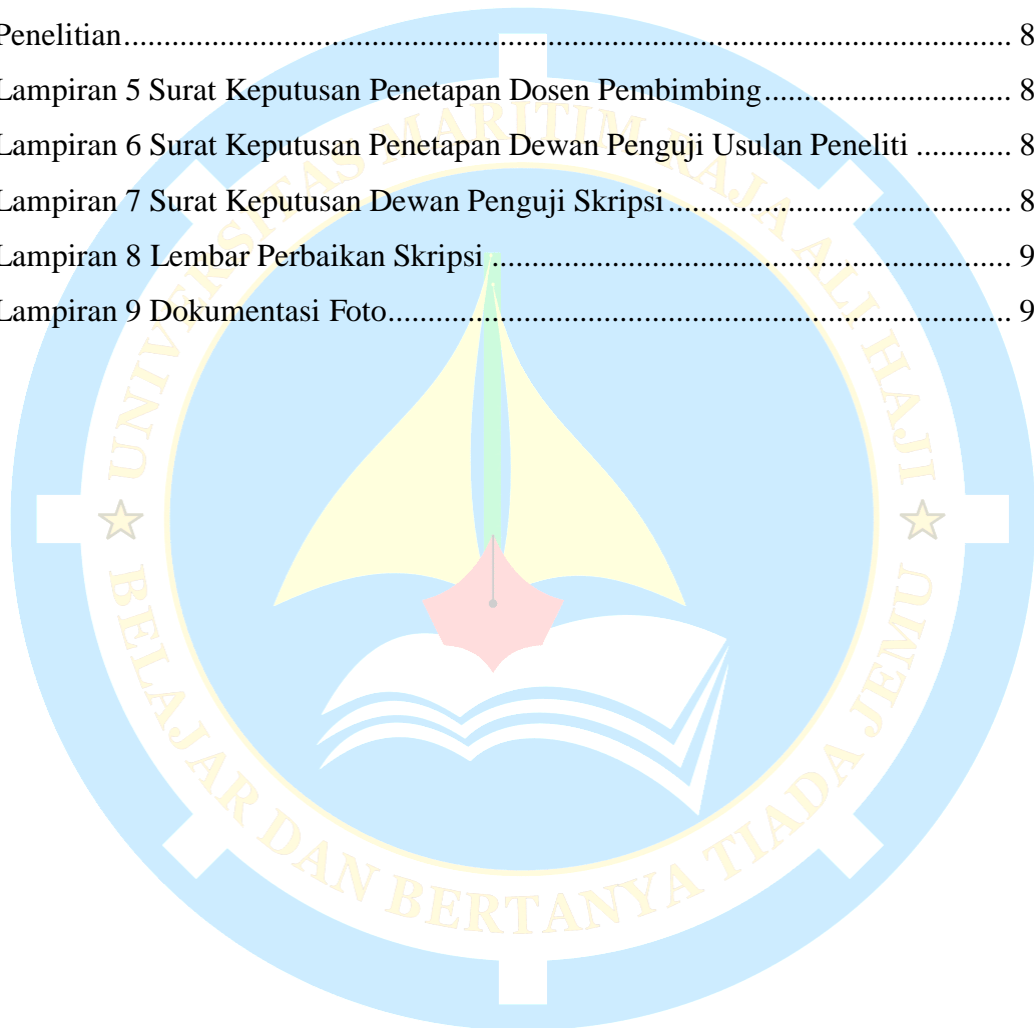 Penelitian.......................................................................................................... 8
Lampiran 5 Surat Keputusan Penetapan Dosen Pembimbing.............................. 8
Lampiran 6 Surat Keputusan Penetapan Dewan Penguji Usulan Peneliti ........... 8
Lampiran 7 Surat Keputusan Dewan Penguji Skripsi......................................... 8
Lampiran 8 Lembar Perbaikan Skripsi .............................................................. 9
Lampiran 9 Dokumentasi Foto.......................................................................... 9
UNIVERSITAS MARITIM RAJA ALI HAJI
BELAJAR DAN BERTANYA TIADA JEMU